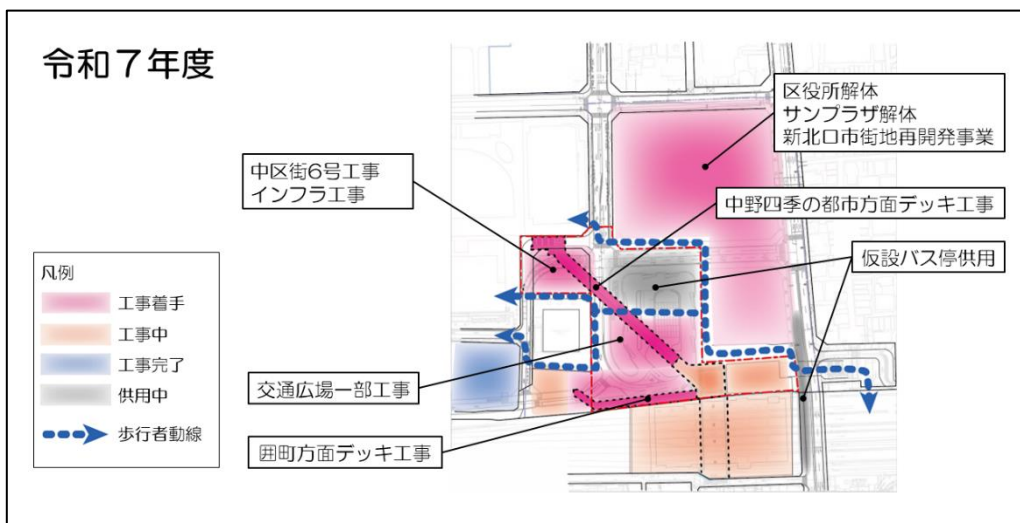 令和7年度
区役所解体
サンプラザ解体
新北口市街地再開発事業
中区街6号工事
インフラ工事
中野四季の都市方面デッキ工事
仮設バス停供用
凡例
工事着手
工事中
工事完了
供用中
歩行者動線
交通広場一部工事
囲町方面デッキ工事